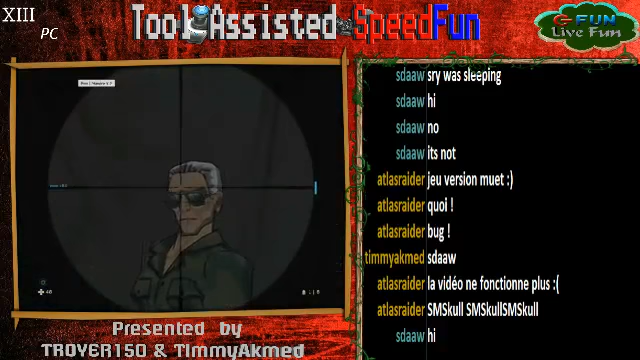 XIII
PC
Tool Assisted SpeedFun
G FUN
Live Fun
sdaaw sry was sleeping
sdaaw hi
sdaaw no
sdaaw its not
atlasraider jeu version muet :)
atlasraider quoi !
atlasraider bug !
timmyakmed sdaaw
atlasraider la vidéo ne fonctionne plus :(
atlasraider SMSkull SMSkullSMSkull
sdaaw hi
Presented by
TROYER150 & TimmyAkmed